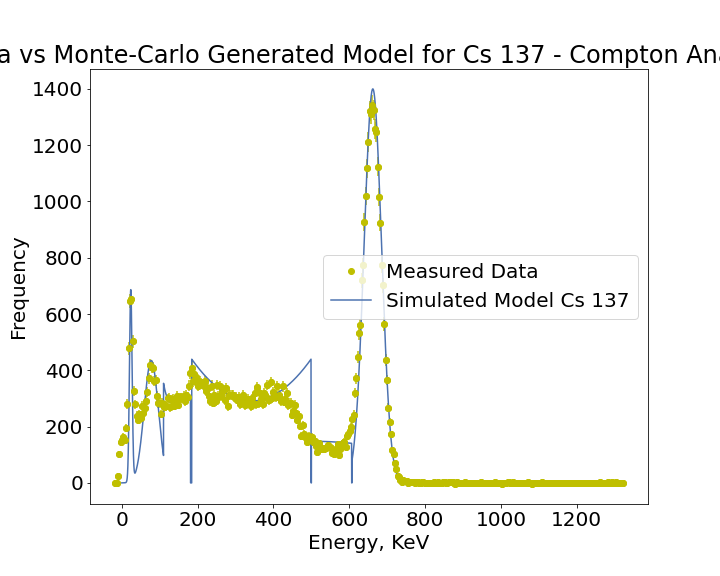 a vs Monte-Carlo Generated Model for Cs 137 - Compton Ana
1400
1200
1000
800
600
400
200
0
Frequency
Measured Data
Simulated Model Cs 137
0 200 400 600 800 1000 1200
Energy, KeV